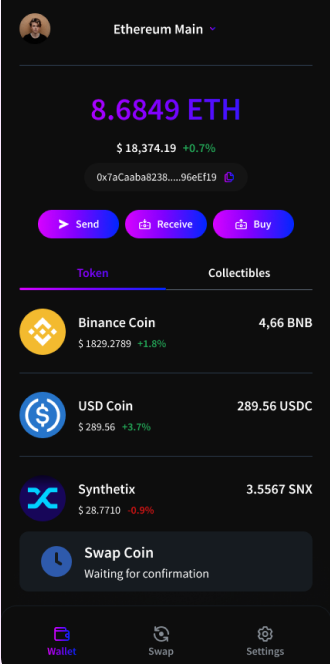 Ethereum Main
8.6849 ETH
$ 18,374.19 +0.7%
0x7aCaaba8238.....96eEf19
Send
Receive
Buy
Token
Collectibles
Binance Coin
4,66 BNB
$ 1829.2789 +1.8%
USD Coin
289.56 USDC
$ 289.56 +3.7%
Synthetix
3.5567 SNX
$ 28.7710 -0.9%
Swap Coin
Waiting for confirmation
Wallet
Swap
Settings